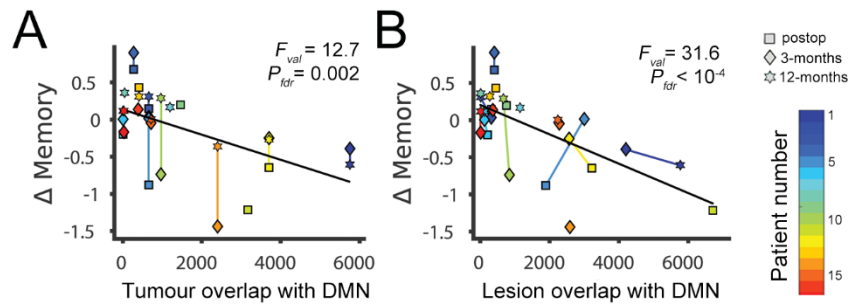 A
F_val = 12.7
P_fdr = 0.002
Δ Memory
0.5
0
-0.5
-1
-1.5
0
2000
4000
6000
Tumour overlap with DMN
B
F_val = 31.6
P_fdr < 10^-4
Δ Memory
0.5
0
-0.5
-1
-1.5
0
2000
4000
6000
Lesion overlap with DMN
postop
3-months
12-months
Patient number
1
5
10
15